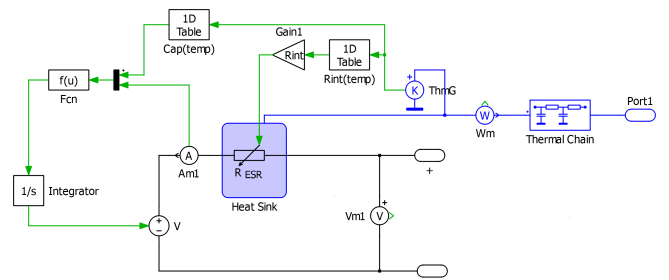 1D
Table
Cap(temp)
Gain1
Rint
1D
Table
Rint(temp)
f(u)
Fcn
+
K
ThrmG
Port1
W
Wm
Thermal Chain
A
Am1
R ESR
Heat Sink
+
1/s
Integrator
+
−
V
+
Vm1
V